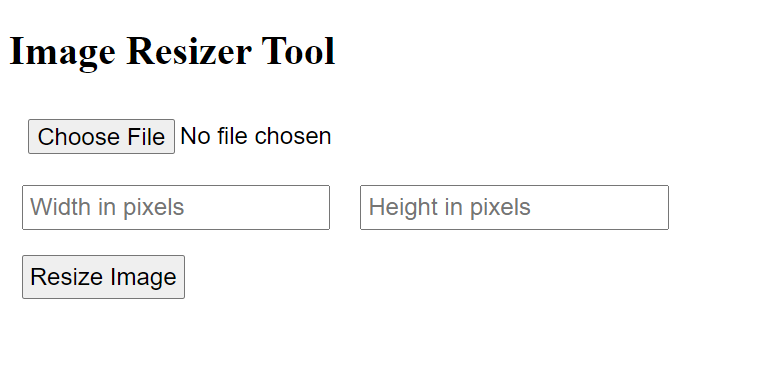 Image Resizer Tool
Choose File No file chosen
Width in pixels Height in pixels
Resize Image